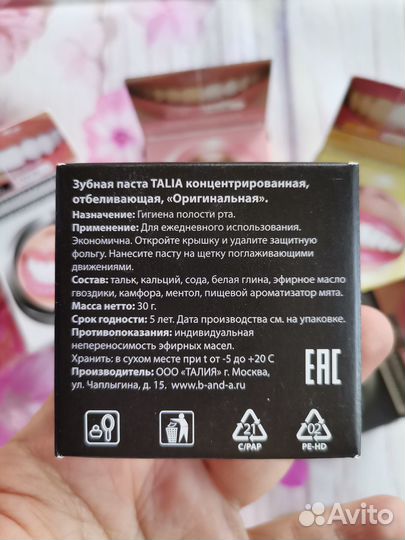 Зубная паста TALIA концентрированная,
отбеливающая, «Оригинальная».
Назначение: Гигиена полости рта.
Применение: Для ежедневного использования.
Экономична. Откройте крышку и удалите защитную
фольгу. Нанесите пасту на щетку поглаживающими
движениями.
Состав: тальк, кальций, сода, белая глина, эфирное масло
гвоздики, камфора, ментол, пищевой ароматизатор мята.
Масса нетто: 30 г.
Срок годности: 5 лет. Дата производства см. на упаковке.
Противопоказания: индивидуальная
непереносимость эфирных масел.
Хранить: в сухом месте при t от -5 до +20 С
Производитель: ООО «ТАЛИЯ» г. Москва,
ул. Чаплыгина, д. 15. www.b-and-a.ru
EAC
21
C/PAP
02
PE-HD
Avito